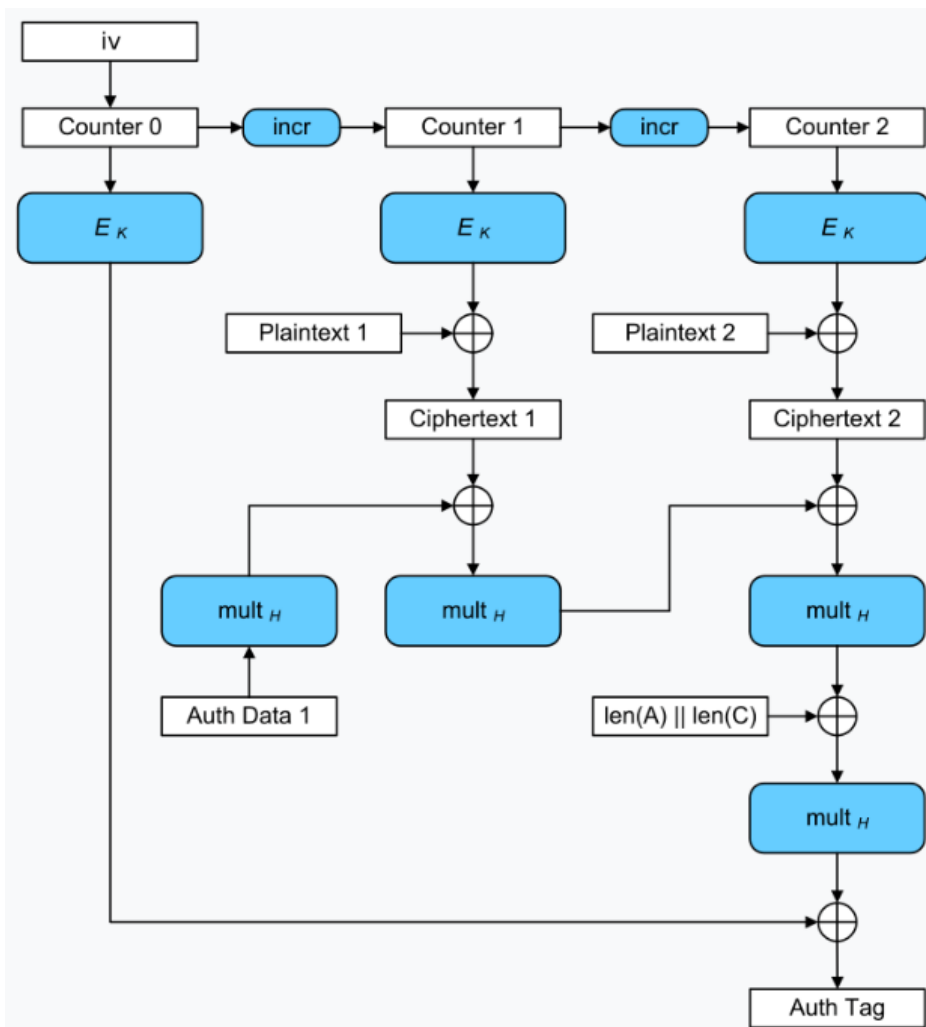 iv
Counter 0
incr
Counter 1
incr
Counter 2
E K
E K
E K
Plaintext 1
Plaintext 2
Ciphertext 1
Ciphertext 2
mult H
mult H
mult H
Auth Data 1
len(A) || len(C)
mult H
Auth Tag